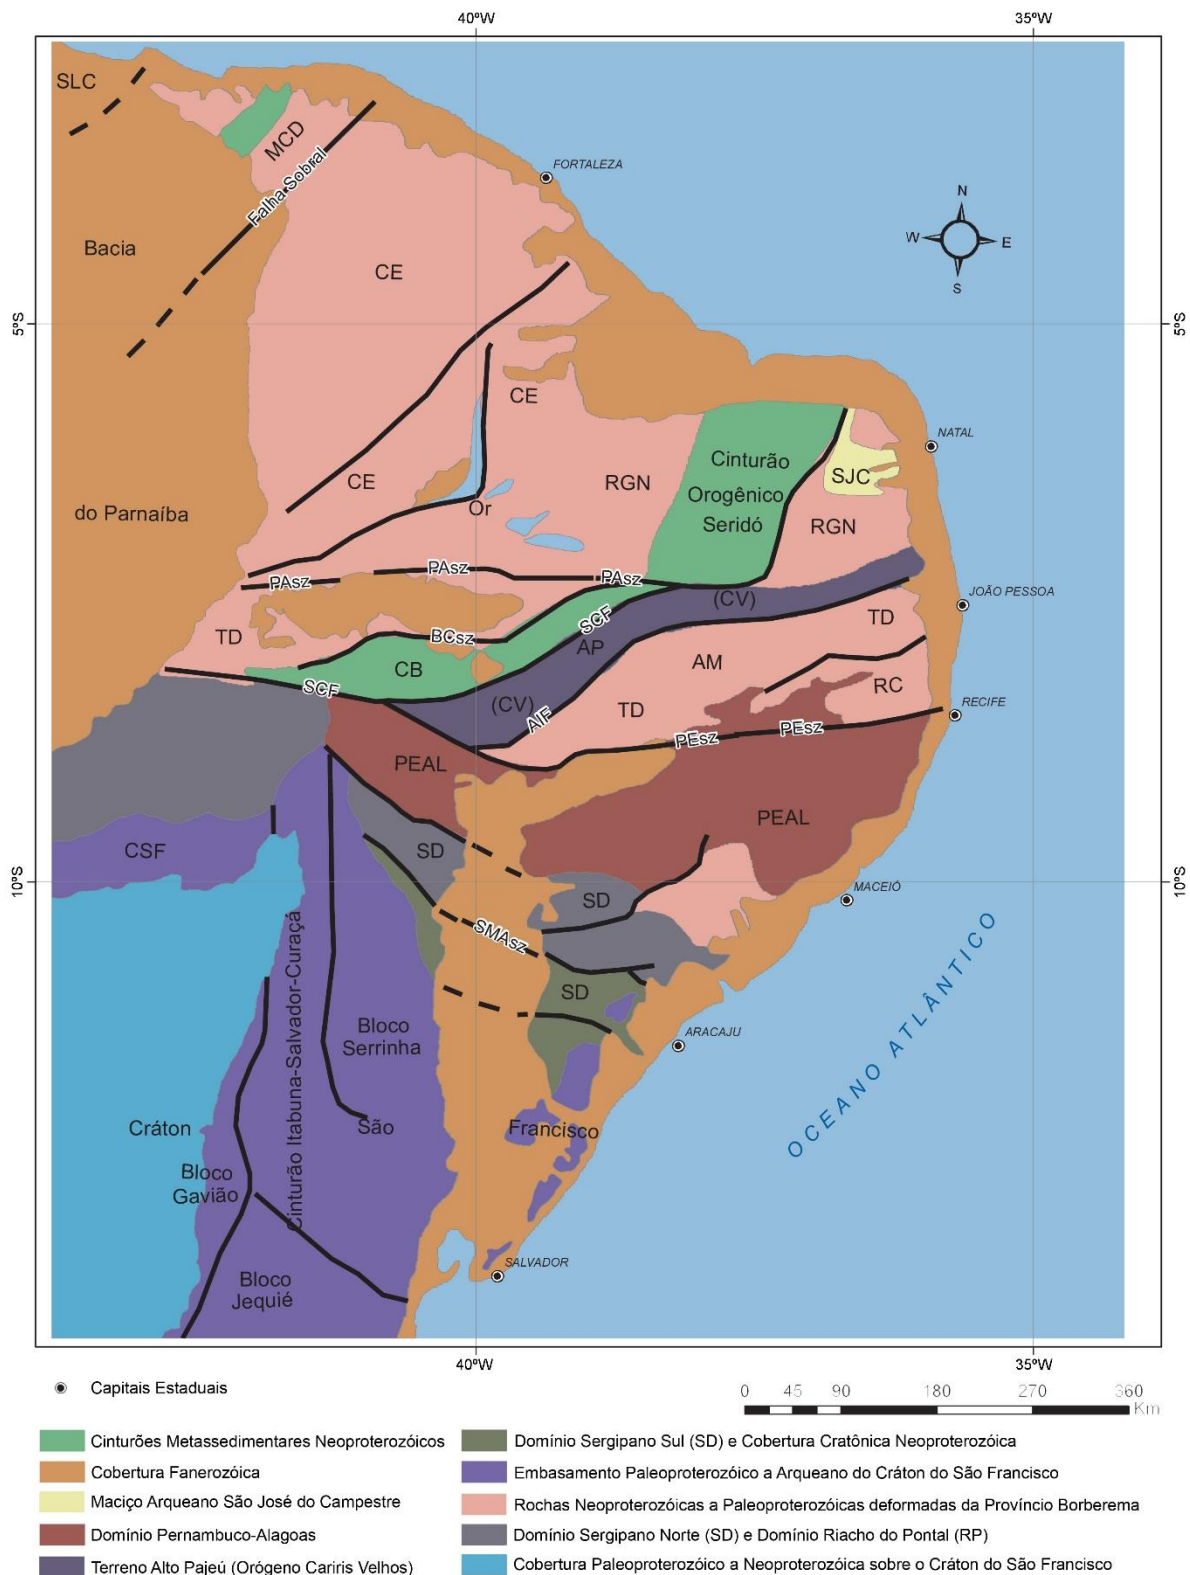 40ºW
35ºW
SLC
MCD
Falha Sobral
FORTALEZA
N
W
E
S
Bacia
CE
5ºS
5ºS
CE
Cinturão
Orogênico
Seridó
NATAL
CE
RGN
SJC
Or
do Parnaíba
RGN
PAsz
PAsz
PAsz
(CV)
JOÃO PESSOA
SCF
TD
TD
BCsz
AP
CB
AM
SCF
RC
(CV)
AIF
TD
RECIFE
PEsz
PEsz
PEAL
PEAL
CSF
SD
10ºS
10ºS
SD
MACEIÓ
SMAsz
SD
OCEANO ATLÂNTICO
Cinturão Itabuna-Salvador-Curaçá
Bloco
Serrinha
ARACAJU
Cráton
São
Francisco
Bloco
Gavião
SALVADOR
Bloco
Jequié
40ºW
35ºW
Capitais Estaduais
0 45 90 180 270 360
Km
Cinturões Metassedimentares Neoproterozóicos
Cobertura Fanerozóica
Maciço Arqueano São José do Campestre
Domínio Pernambuco-Alagoas
Terreno Alto Pajeú (Orógeno Cariris Velhos)
Domínio Sergipano Sul (SD) e Cobertura Cratônica Neoproterozóica
Embasamento Paleoproterozóico a Arqueano do Cráton do São Francisco
Rochas Neoproterozóicas a Paleoproterozóicas deformadas da Províncio Borberema
Domínio Sergipano Norte (SD) e Domínio Riacho do Pontal (RP)
Cobertura Paleoproterozóico a Neoproterozóica sobre o Cráton do São Francisco